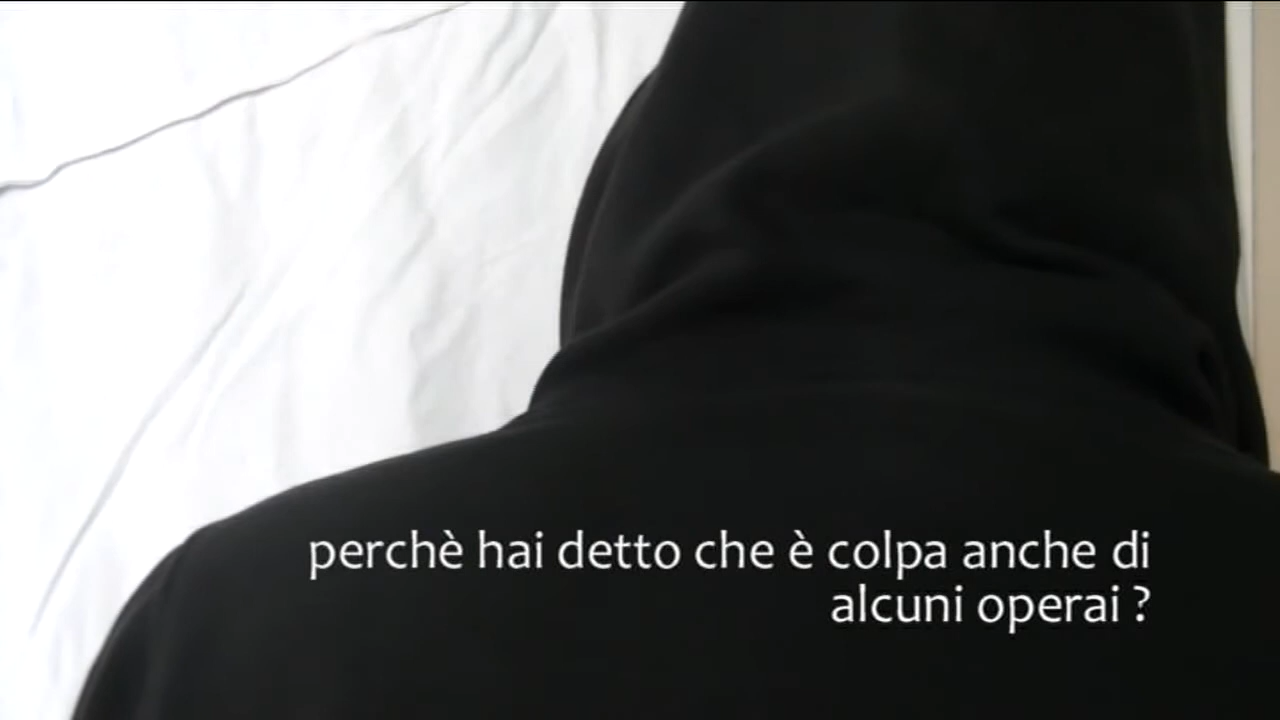 perchè hai detto che è colpa anche di
alcuni operai ?